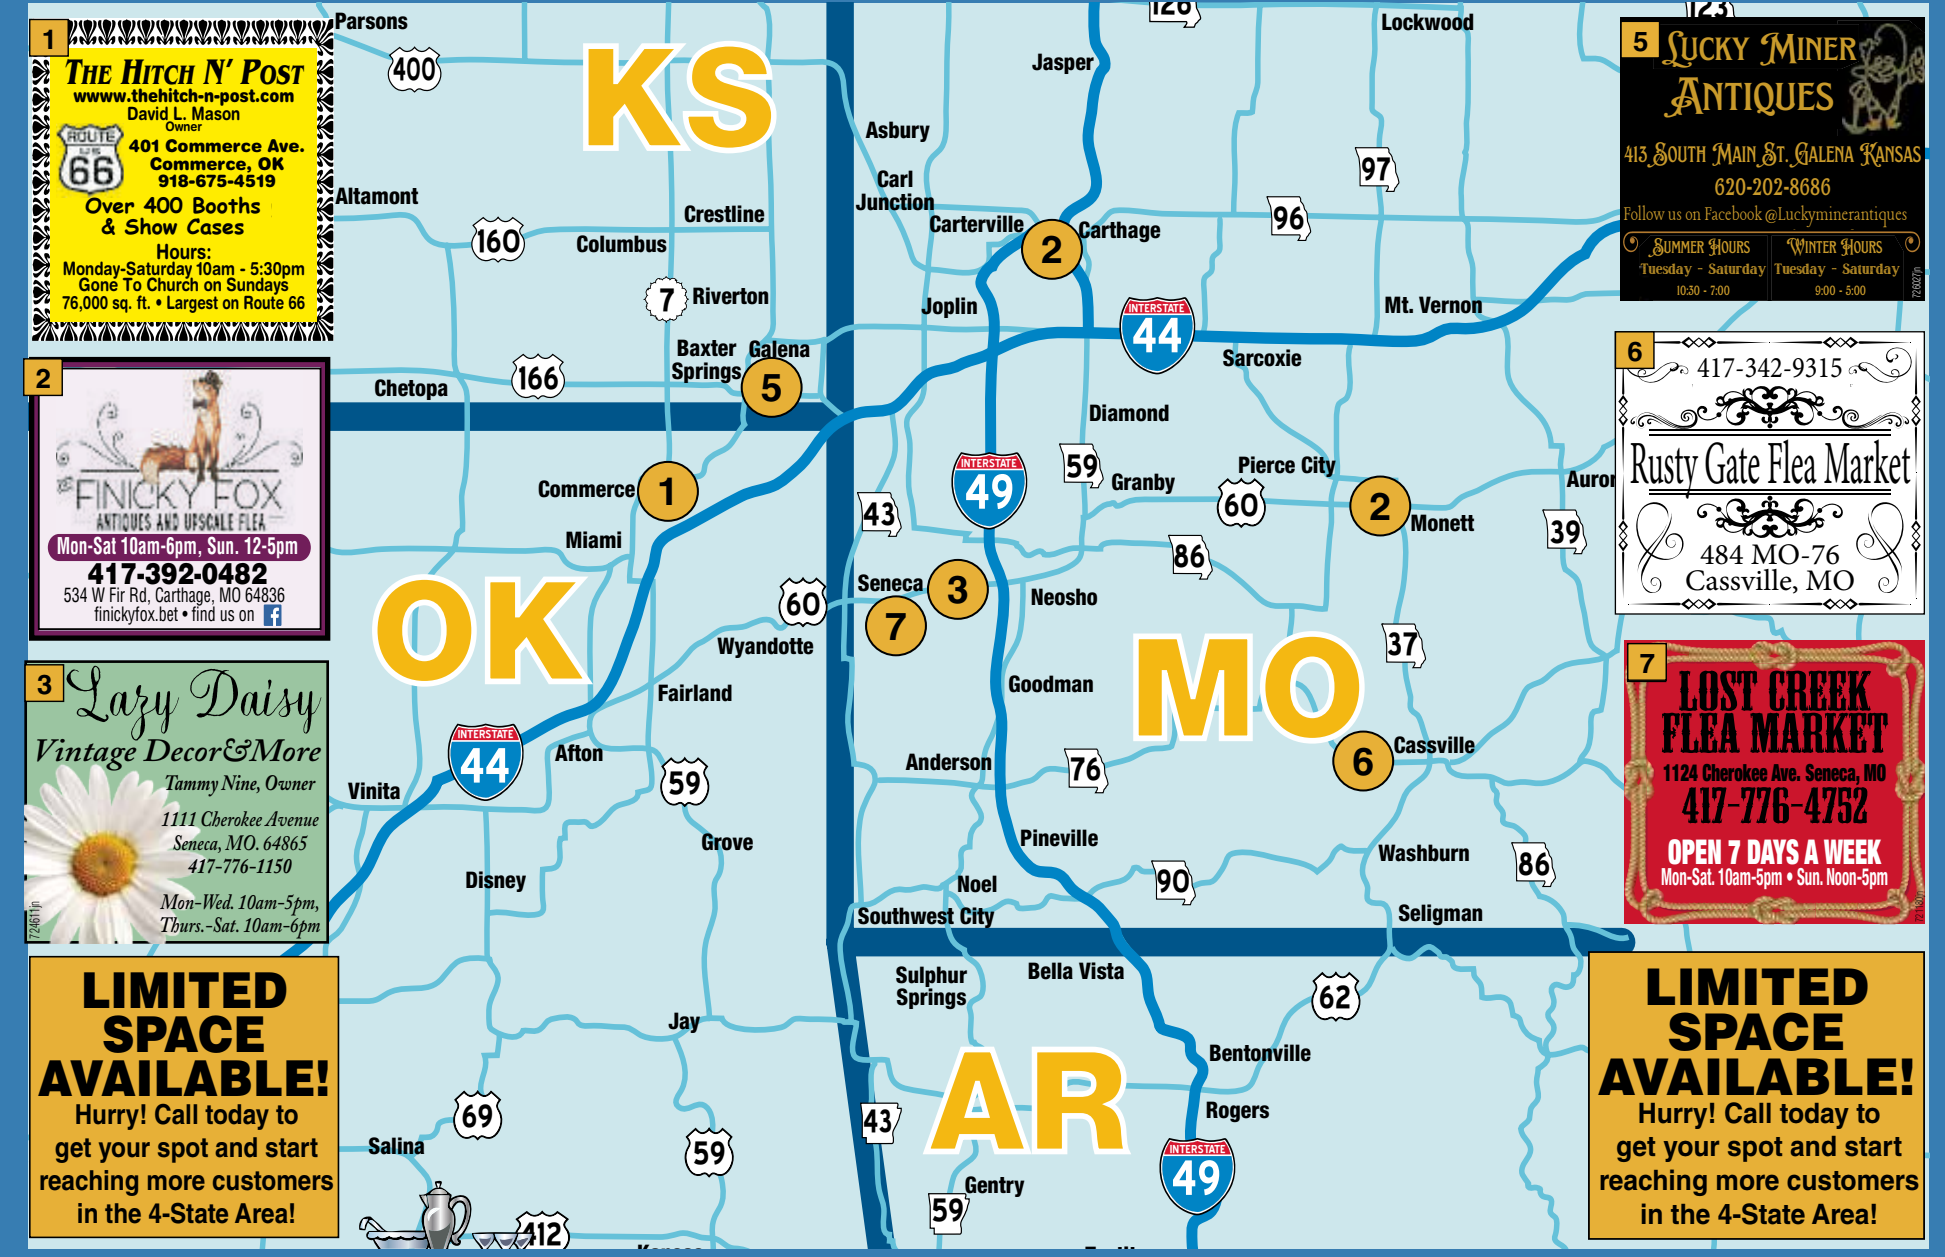 1
THE HITCH N' POST
wwww.thehitch-n-post.com
David L. Mason
Owner
ROUTE
US
66
401 Commerce Ave.
Commerce, OK
918-675-4519
Over 400 Booths
& Show Cases
Hours:
Monday-Saturday 10am - 5:30pm
Gone To Church on Sundays
76,000 sq. ft. • Largest on Route 66
2
THE
FINICKY FOX
ANTIQUES AND UPSCALE FLEA
Mon-Sat 10am-6pm, Sun. 12-5pm
417-392-0482
534 W Fir Rd, Carthage, MO 64836
finickyfox.bet • find us on f
3
Lazy Daisy
Vintage Decor&More
Tammy Nine, Owner
1111 Cherokee Avenue
Seneca, MO. 64865
417-776-1150
Mon-Wed. 10am-5pm,
Thurs.-Sat. 10am-6pm
724611jn
LIMITED
SPACE
AVAILABLE!
Hurry! Call today to
get your spot and start
reaching more customers
in the 4-State Area!
Parsons
400
KS
126
Lockwood
123
Jasper
Asbury
97
Carl
Junction
Altamont
160
Crestline
Columbus
Carterville
2
Carthage
96
7
Riverton
Joplin
INTERSTATE
44
Mt. Vernon
Sarcoxie
Baxter
Springs
Galena
5
Chetopa
166
Diamond
INTERSTATE
49
59
Granby
Pierce City
60
2
Monett
Auror
39
Commerce
1
43
Miami
86
OK
60
Seneca
3
7
Neosho
Wyandotte
MO
37
Fairland
Goodman
INTERSTATE
44
Afton
59
Anderson
76
6
Cassville
Vinita
Grove
Pineville
Washburn
86
Disney
Noel
90
Southwest City
Seligman
Sulphur
Springs
Bella Vista
62
Jay
Bentonville
AR
69
43
Rogers
Salina
59
INTERSTATE
49
Gentry
59
412
5
LUCKY MINER
ANTIQUES
413 SOUTH MAIN ST. GALENA KANSAS
620-202-8686
Follow us on Facebook @Luckyminerantiques
SUMMER HOURS
Tuesday - Saturday
10:30 - 7:00
WINTER HOURS
Tuesday - Saturday
9:00 - 5:00
726027jn
6
417-342-9315
Rusty Gate Flea Market
484 MO-76
Cassville, MO
7
LOST CREEK
FLEA MARKET
1124 Cherokee Ave. Seneca, MO
417-776-4752
OPEN 7 DAYS A WEEK
Mon-Sat. 10am-5pm • Sun. Noon-5pm
LIMITED
SPACE
AVAILABLE!
Hurry! Call today to
get your spot and start
reaching more customers
in the 4-State Area!